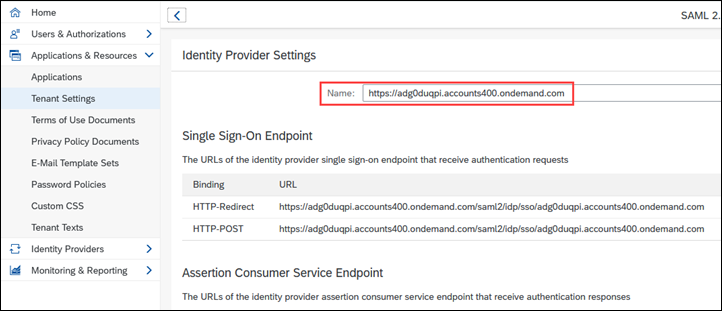 Home
SAML 2.
Users & Authorizations
Applications & Resources
Applications
Tenant Settings
Terms of Use Documents
Privacy Policy Documents
E-Mail Template Sets
Password Policies
Custom CSS
Tenant Texts
Identity Providers
Monitoring & Reporting
Identity Provider Settings
Name: https://adg0duqpi.accounts400.ondemand.com
Single Sign-On Endpoint
The URLs of the identity provider single sign-on endpoint that receive authentication requests
Binding URL
HTTP-Redirect https://adg0duqpi.accounts400.ondemand.com/saml2/idp/sso/adg0duqpi.accounts400.ondemand.com
HTTP-POST https://adg0duqpi.accounts400.ondemand.com/saml2/idp/sso/adg0duqpi.accounts400.ondemand.com
Assertion Consumer Service Endpoint
The URLs of the identity provider assertion consumer service endpoint that receive authentication responses